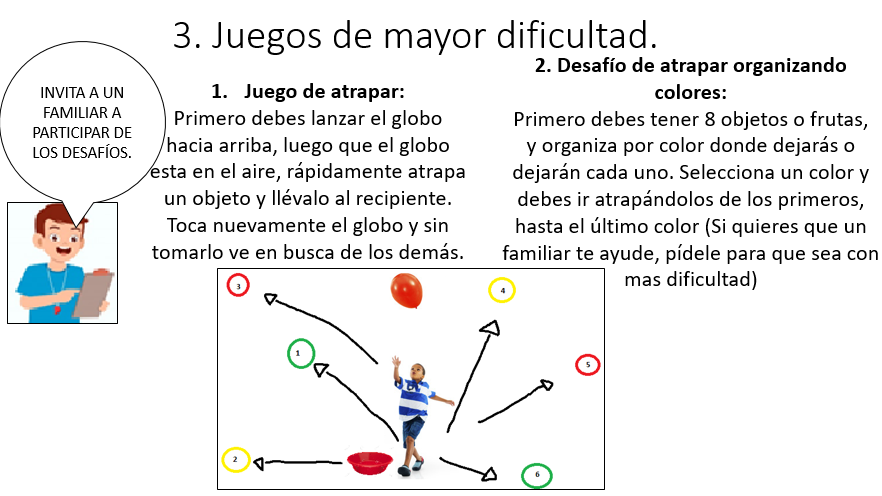 3. Juegos de mayor dificultad.
INVITA A UN
FAMILIAR A
PARTICIPAR DE
LOS DESAFÍOS.
1. Juego de atrapar:
Primero debes lanzar el globo
hacia arriba, luego que el globo
esta en el aire, rápidamente atrapa
un objeto y llévalo al recipiente.
Toca nuevamente el globo y sin
tomarlo ve en busca de los demás.
2. Desafío de atrapar organizando
colores:
Primero debes tener 8 objetos o frutas,
y organiza por color donde dejarás o
dejarán cada uno. Selecciona un color y
debes ir atrapándolos de los primeros,
hasta el último color (Si quieres que un
familiar te ayude, pídele para que sea con
mas dificultad)
3
4
1
5
2
6